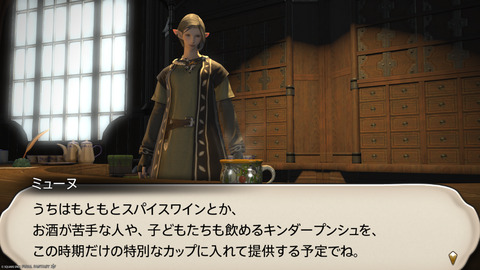 ミューヌ
うちはもともとスパイスワインとか、
お酒が苦手な人や、子どもたちも飲めるキンダープンシュを、
この時期だけの特別なカップに入れて提供する予定でね。